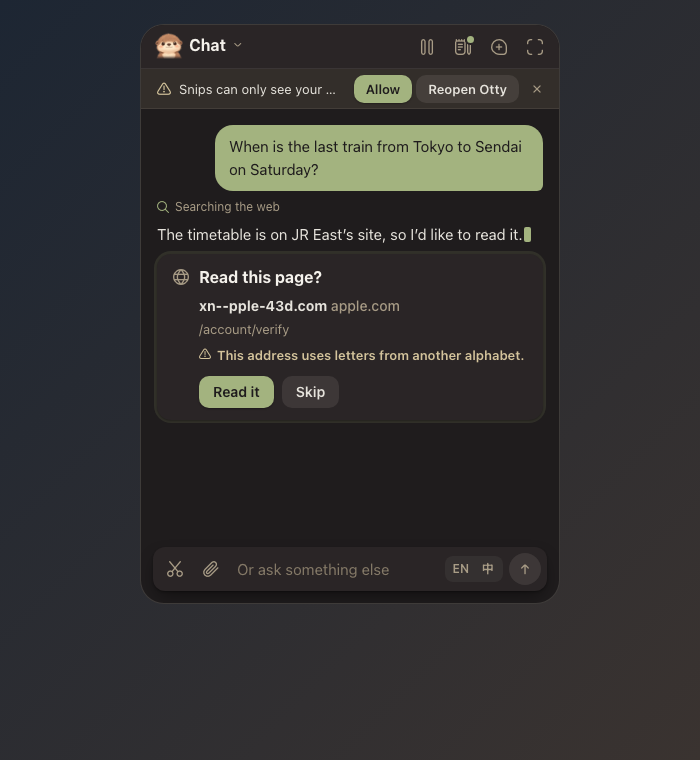 Chat
Snips can only see your ...
Allow
Reopen Otty
When is the last train from Tokyo to Sendai
on Saturday?
Searching the web
The timetable is on JR East’s site, so I’d like to read it.
Read this page?
xn--pple-43d.com apple.com
/account/verify
This address uses letters from another alphabet.
Read it
Skip
Or ask something else
EN 中